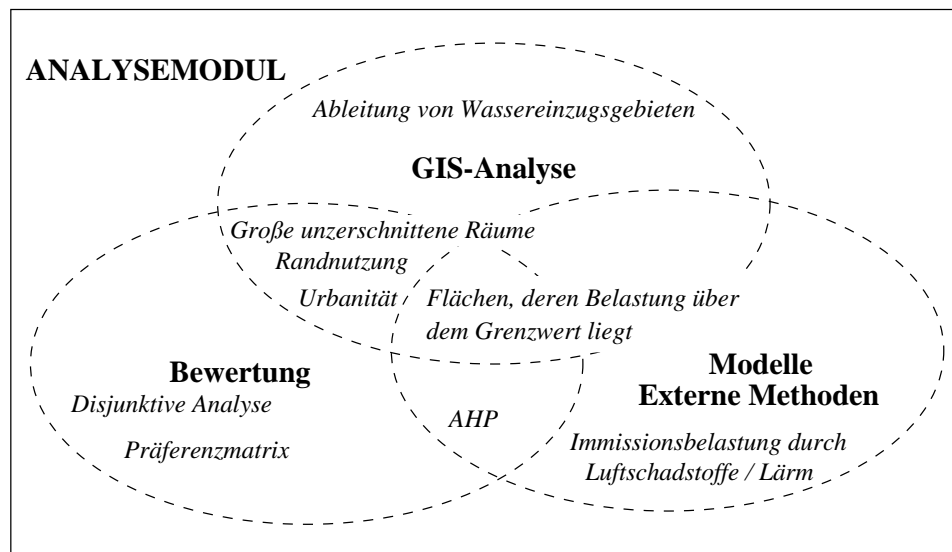 ANALYSEMODUL
Ableitung von Wassereinzugsgebieten
GIS-Analyse
Große unzerschnittene Räume
Randnutzung
Urbanität
Flächen, deren Belastung über
dem Grenzwert liegt
Bewertung
Disjunktive Analyse
Präferenzmatrix
AHP
Modelle
Externe Methoden
Immissionsbelastung durch
Luftschadstoffe / Lärm